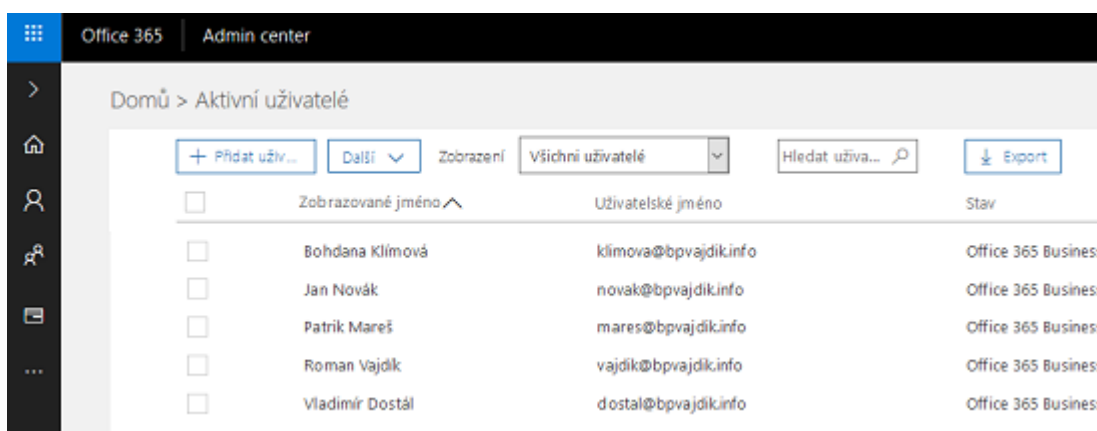 Office 365 Admin center
Domů > Aktivní uživatelé
Přidat uživ... Další Zobrazení Všichni uživatelé Hledat uživa... Export
Zobrazované jméno Uživatelské jméno Stav
Bohdana Klímová klimova@bpvajdik.info Office 365 Busines
Jan Novák novak@bpvajdik.info Office 365 Busines
Patrik Mareš mares@bpvajdik.info Office 365 Busines
Roman Vajdík vajdik@bpvajdik.info Office 365 Busines
Vladimír Dostál dostal@bpvajdik.info Office 365 Busines